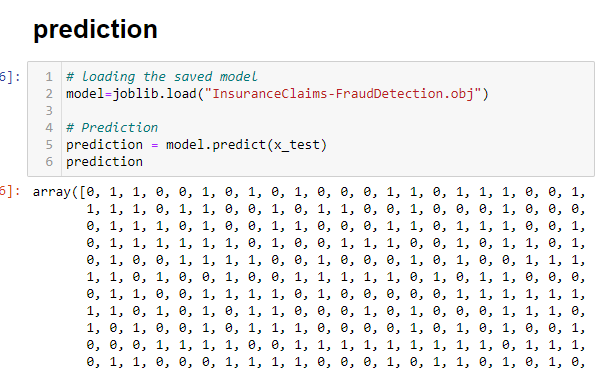 prediction
6]:
1 # loading the saved model
2 model=joblib.load("InsuranceClaims-FraudDetection.obj")
3
4 # Prediction
5 prediction = model.predict(x_test)
6 prediction
6]: array([0, 1, 1, 0, 0, 1, 0, 1, 0, 1, 0, 0, 0, 1, 1, 0, 1, 1, 1, 0, 0, 1,
1, 1, 1, 0, 1, 1, 0, 0, 1, 0, 1, 1, 0, 0, 1, 0, 0, 0, 1, 0, 0, 0,
0, 1, 1, 1, 0, 1, 0, 0, 1, 1, 0, 0, 0, 1, 1, 0, 1, 1, 1, 0, 0, 1,
0, 1, 1, 1, 1, 1, 1, 0, 1, 0, 0, 1, 1, 1, 0, 0, 1, 0, 1, 1, 0, 1,
0, 1, 0, 0, 1, 1, 1, 1, 0, 0, 0, 0, 1, 0, 1, 0, 1, 0, 0, 1, 1, 1,
1, 1, 0, 1, 0, 0, 1, 0, 0, 1, 1, 1, 1, 1, 0, 1, 0, 1, 1, 0, 0, 0,
0, 1, 1, 0, 0, 1, 1, 1, 1, 0, 1, 0, 0, 0, 0, 0, 1, 1, 1, 1, 1, 1,
1, 1, 0, 1, 0, 1, 0, 1, 1, 0, 0, 0, 1, 0, 1, 0, 0, 0, 1, 1, 1, 0,
1, 0, 1, 0, 0, 1, 0, 1, 1, 1, 0, 0, 0, 0, 1, 0, 1, 0, 1, 0, 0, 1,
0, 0, 0, 1, 1, 1, 1, 0, 0, 1, 1, 1, 1, 1, 1, 1, 1, 1, 0, 1, 1, 1,
0, 1, 1, 0, 0, 0, 1, 1, 1, 1, 0, 0, 0, 1, 0, 1, 1, 0, 1, 0, 1, 0,